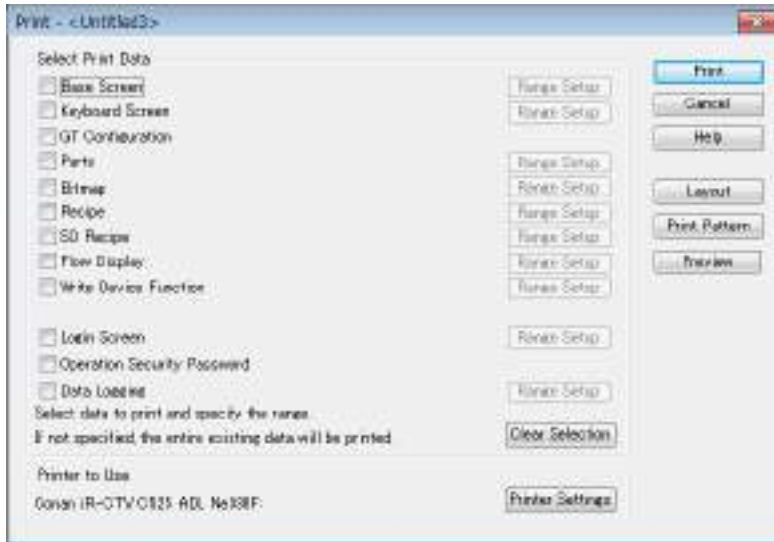 Print - <Untitled3>
Select Print Data
Base Screen
Range Setup
Keyboard Screen
Range Setup
GT Configuration
Parts
Range Setup
Bitmap
Range Setup
Recipe
Range Setup
SD Recipe
Range Setup
Flow Display
Range Setup
Write Device Function
Range Setup
Login Screen
Range Setup
Operation Security Password
Data Logging
Range Setup
Select data to print and specify the range.
If not specified, the entire existing data will be printed.
Clear Selection
Printer to Use
Printer Settings
Print
Cancel
Help
Layout
Print Pattern
Preview